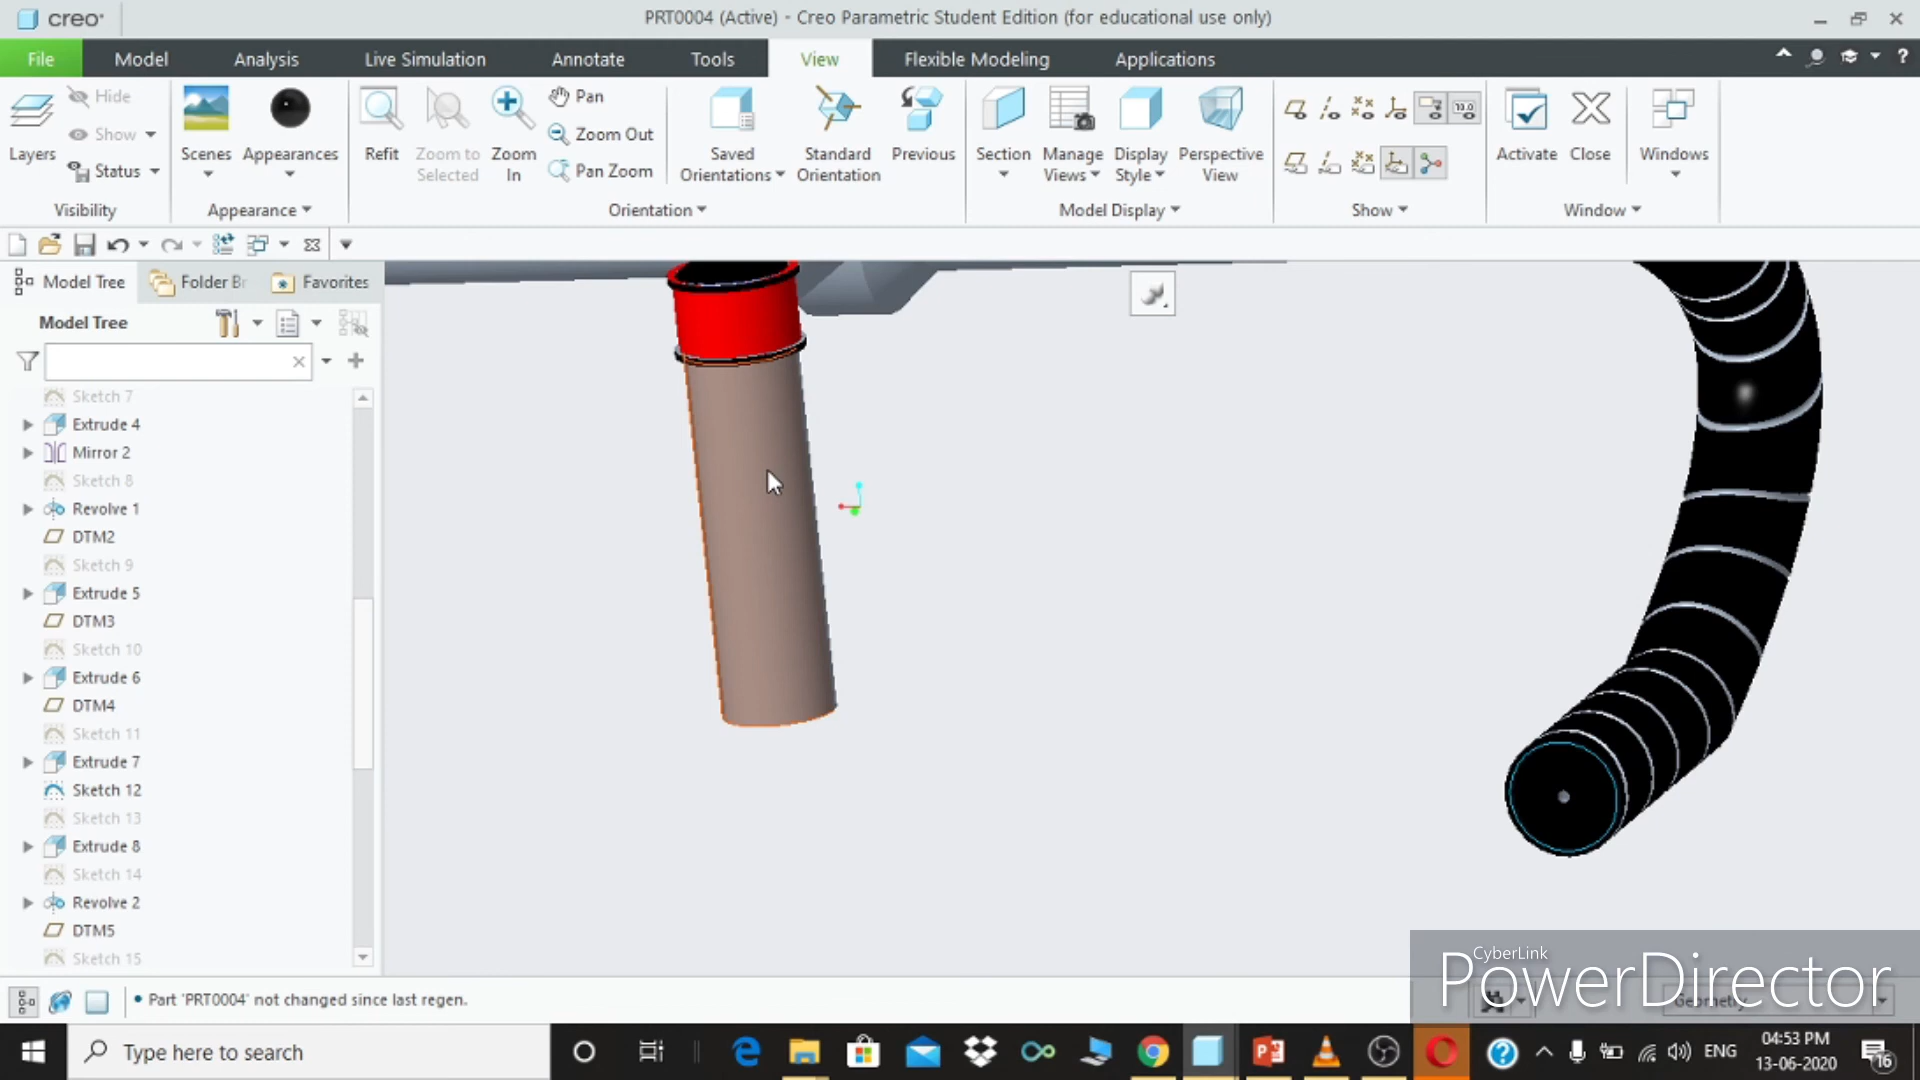 creo
PRT0004 (Active) - Creo Parametric Student Edition (for educational use only)
File Model Analysis Live Simulation Annotate Tools View Flexible Modeling Applications
Layers
Hide
Show
Status
Visibility
Scenes
Appearances
Appearance
Refit
Zoom to Selected
Zoom In
Pan
Zoom Out
Pan Zoom
Saved Orientations
Standard Orientation
Previous
Orientation
Section
Manage Views
Display Style
Perspective View
Model Display
Show
Activate
Close
Windows
Window
Model Tree Folder Br Favorites
Model Tree
Sketch 7
Extrude 4
Mirror 2
Sketch 8
Revolve 1
DTM2
Sketch 9
Extrude 5
DTM3
Sketch 10
Extrude 6
DTM4
Sketch 11
Extrude 7
Sketch 12
Sketch 13
Extrude 8
Sketch 14
Revolve 2
DTM5
Sketch 15
• Part 'PRT0004' not changed since last regen.
Geometry
CyberLink
PowerDirector
Type here to search
ENG
04:53 PM
13-06-2020
16